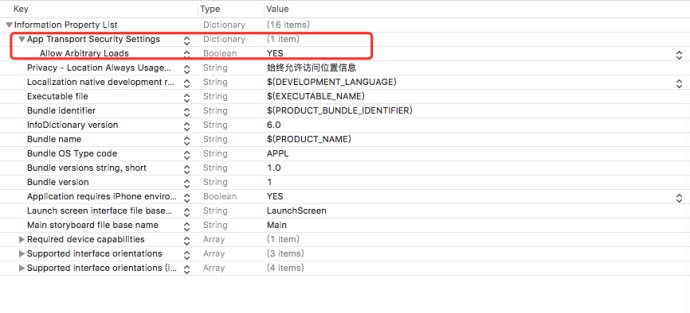 Key Type Value
Information Property List Dictionary (16 items)
App Transport Security Settings Dictionary (1 item)
Allow Arbitrary Loads Boolean YES
Privacy - Location Always Usage... String 始终允许访问位置信息
Localization native development r... String $(DEVELOPMENT_LANGUAGE)
Executable file String $(EXECUTABLE_NAME)
Bundle identifier String $(PRODUCT_BUNDLE_IDENTIFIER)
InfoDictionary version String 6.0
Bundle name String $(PRODUCT_NAME)
Bundle OS Type code String APPL
Bundle versions string, short String 1.0
Bundle version String 1
Application requires iPhone enviro... Boolean YES
Launch screen interface file base... String LaunchScreen
Main storyboard file base name String Main
Required device capabilities Array (1 item)
Supported interface orientations Array (3 items)
Supported interface orientations (i... Array (4 items)